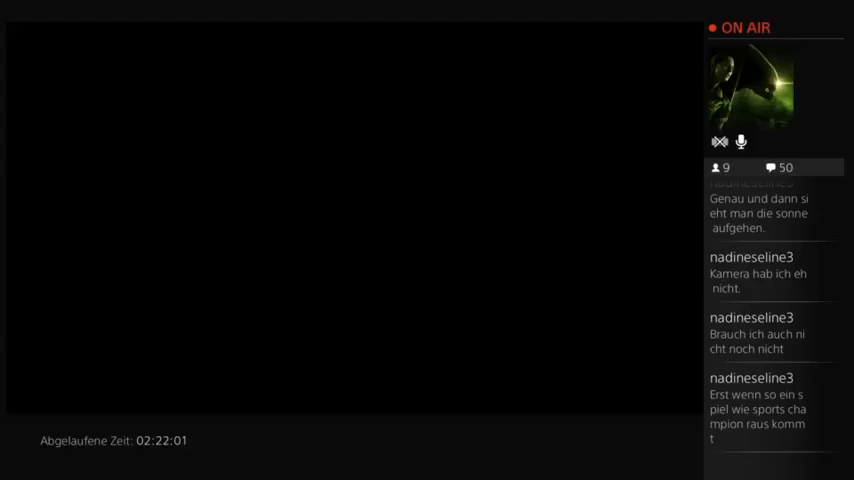 ON AIR
9 50
nadineseline3
Genau und dann si
eht man die sonne
aufgehen.
nadineseline3
Kamera hab ich eh
nicht.
nadineseline3
Brauch ich auch ni
cht noch nicht
nadineseline3
Erst wenn so ein s
piel wie sports cha
mpion raus komm
t
Abgelaufene Zeit: 02:22:01